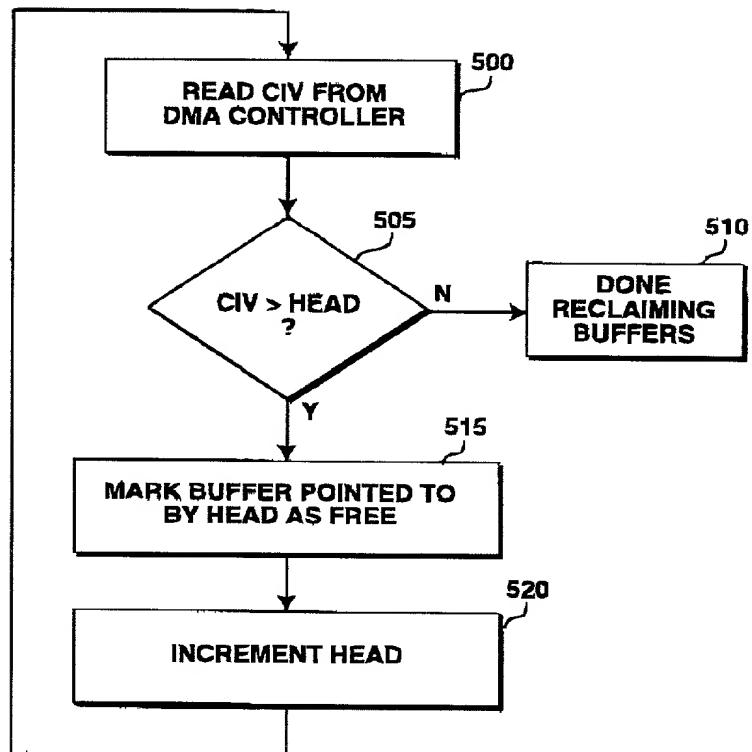 500
READ CIV FROM
DMA CONTROLLER
505
510
CIV > HEAD
?
N
DONE
RECLAIMING
BUFFERS
Y
515
MARK BUFFER POINTED TO
BY HEAD AS FREE
520
INCREMENT HEAD